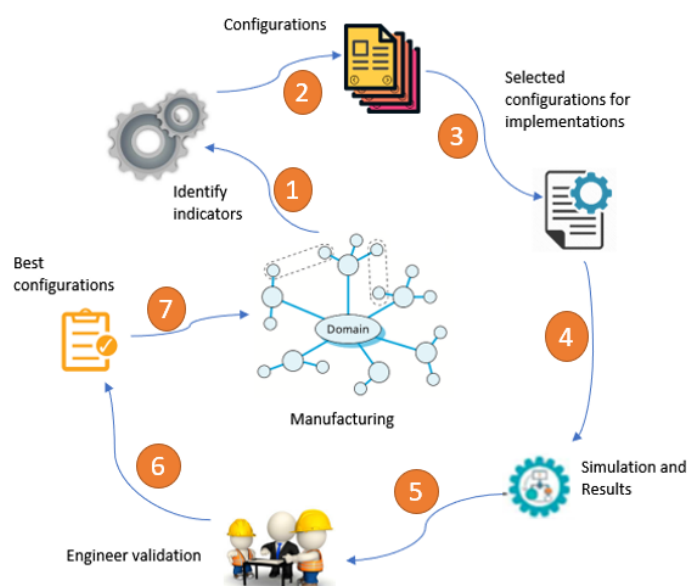 Configurations
2
Selected
configurations for
implementations
3
1
Identify
indicators
Best
configurations
7
Domain
4
Manufacturing
6
5
Simulation and
Results
Engineer validation